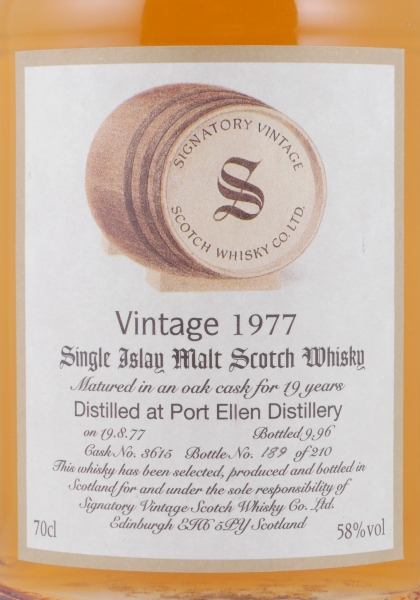 SIGNATORY VINTAGE
S
SCOTCH WHISKY CO. LTD.
Vintage 1977
Single Islay Malt Scotch Whisky
Matured in an oak cask for 19 years
Distilled at Port Ellen Distillery
on 19.8.77 Bottled 9.96
Cask No. 3615 Bottle No. 189 of 210
This whisky has been selected, produced and bottled in
Scotland for and under the sole responsibility of
Signatory Vintage Scotch Whisky Co. Ltd.
Edinburgh EH6 5PY Scotland
70cl 58%vol